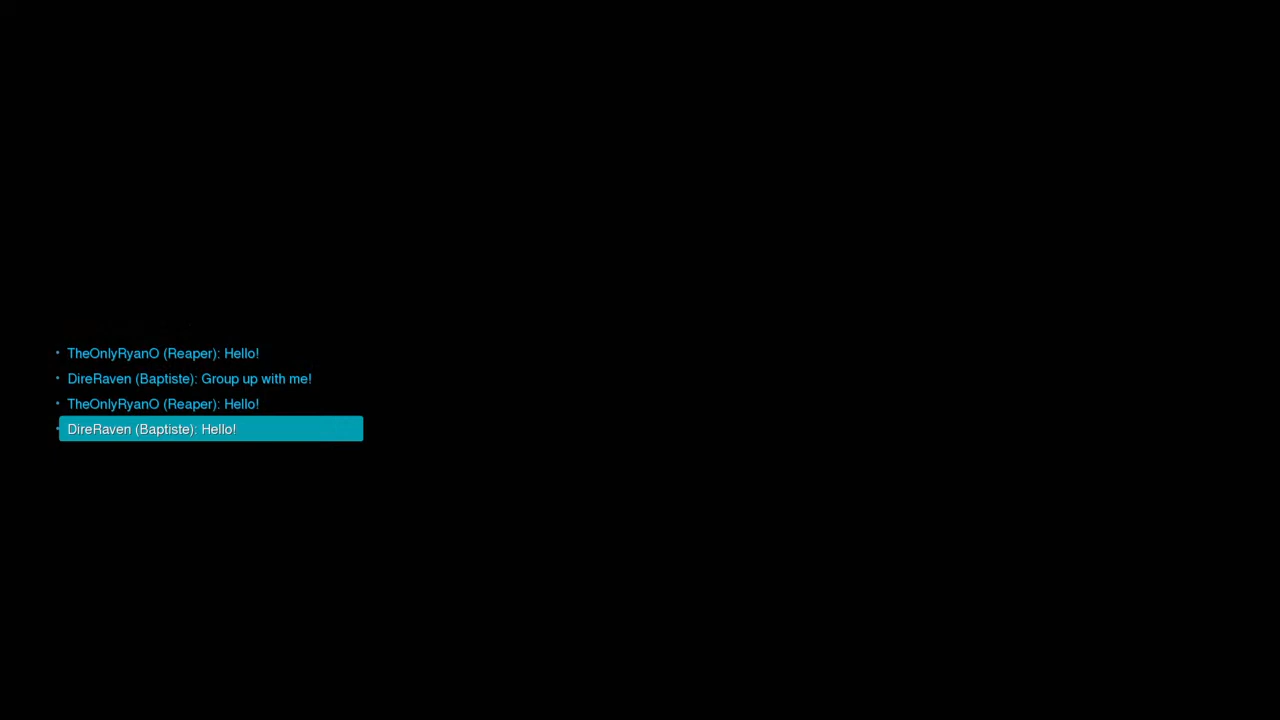 • TheOnlyRyanO (Reaper): Hello!
• DireRaven (Baptiste): Group up with me!
• TheOnlyRyanO (Reaper): Hello!
• DireRaven (Baptiste): Hello!